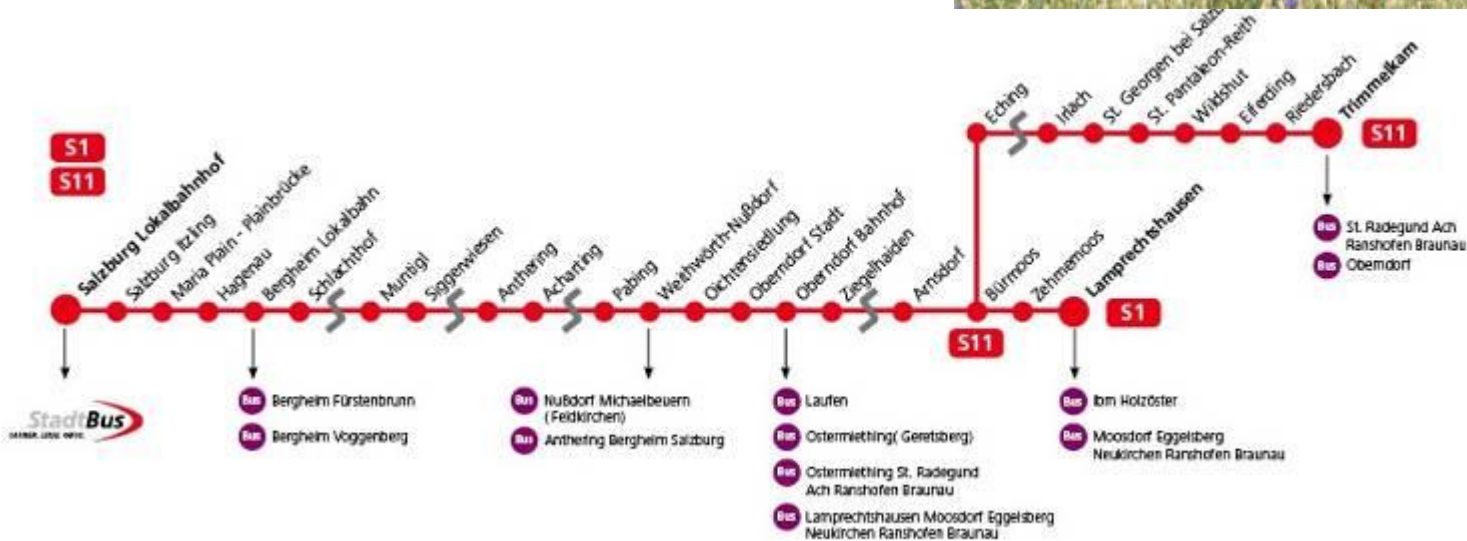 S1
S11
Salzburg Lokalbahnhof
Salzburg Itzling
Maria Plain - Plainbrücke
Hagenau
Bergheim Lokalbahn
Schlachthof
Muntigl
Siggerwiesen
Anthering
Acharting
Pabing
Weitwörth-Nußdorf
Oichtensiedlung
Oberndorf Stadt
Oberndorf Bahnhof
Ziegelhaiden
Arnsdorf
Bürmoos
Zehmemoos
Lamprechtshausen
S1
S11
Eching
Irlach
St. Georgen bei
St. Pantaleon-Reith
Wildshut
Eiferding
Riedersbach
Trimmelkam
S11
Bus St. Radegund Ach
Ranshofen Braunau
Bus Oberndorf
StadtBus
Bus Bergheim Fürstenbrunn
Bus Bergheim Voggenberg
Bus Nußdorf Michaelbeuern
(Feldkirchen)
Bus Anthering Bergheim Salzburg
Bus Laufen
Bus Ostermiething( Geretsberg)
Bus Ostermiething St. Radegund
Ach Ranshofen Braunau
Bus Lamprechtshausen Moosdorf Eggelsberg
Neukirchen Ranshofen Braunau
Bus Ibm Holzöster
Bus Moosdorf Eggelsberg
Neukirchen Ranshofen Braunau